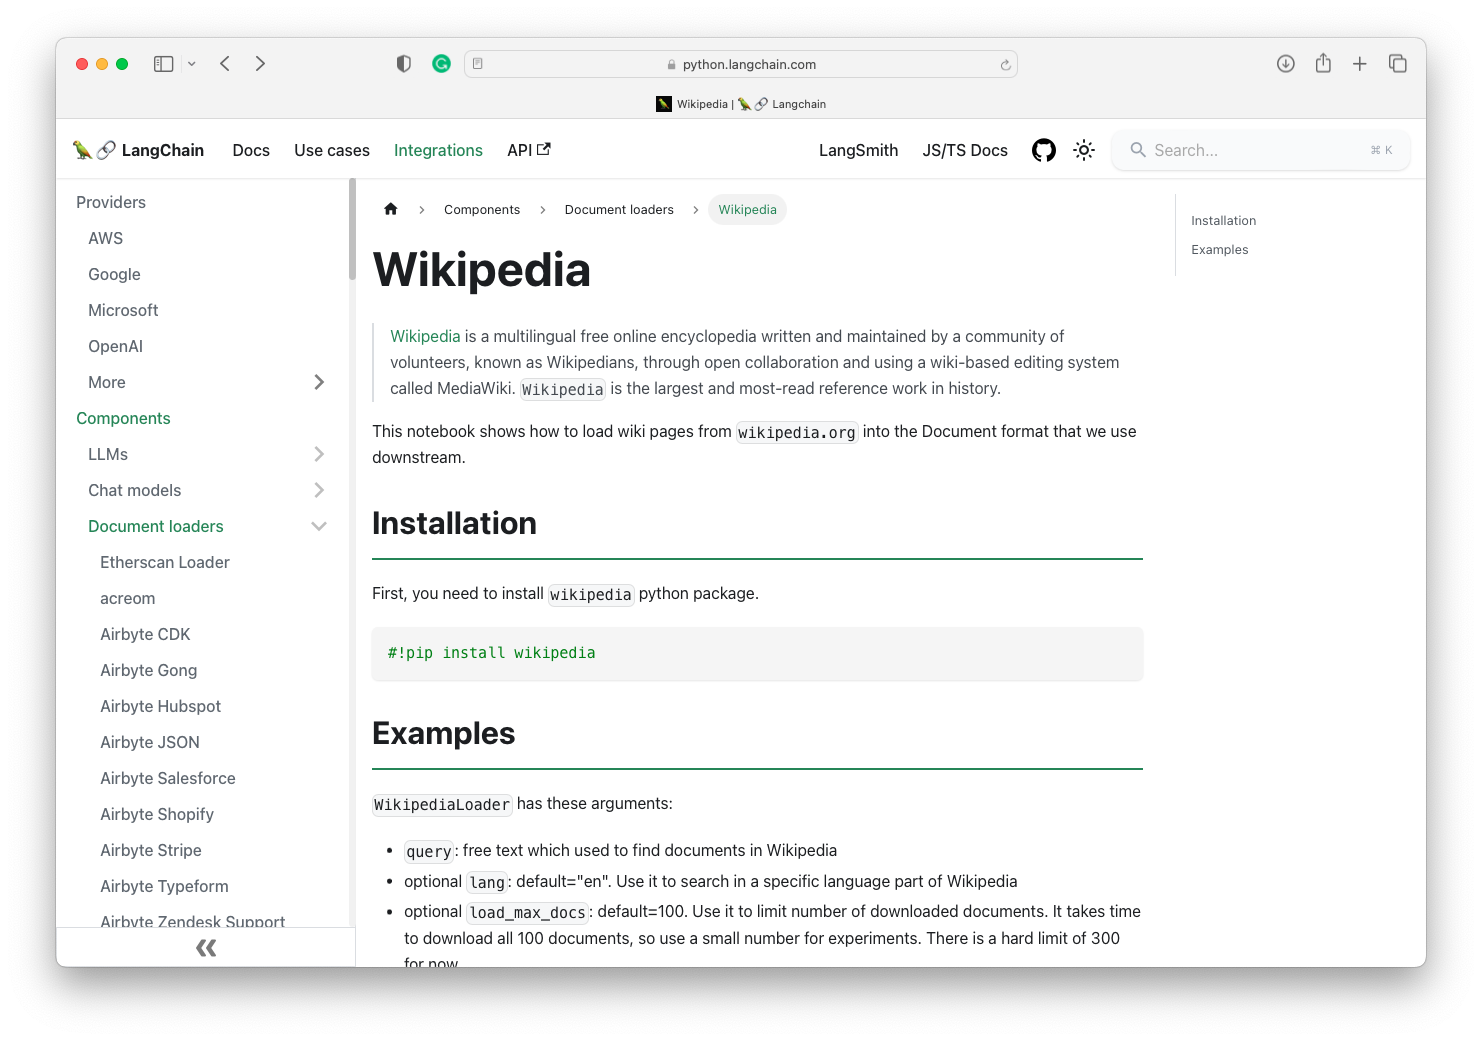 python.langchain.com
Wikipedia | 🦜🔗 Langchain
🦜🔗 LangChain Docs Use cases Integrations API LangSmith JS/TS Docs Search... ⌘ K
Providers
AWS
Google
Microsoft
OpenAI
More
Components
LLMs
Chat models
Document loaders
Etherscan Loader
acreom
Airbyte CDK
Airbyte Gong
Airbyte Hubspot
Airbyte JSON
Airbyte Salesforce
Airbyte Shopify
Airbyte Stripe
Airbyte Typeform
Airbyte Zendesk Support
Components > Document loaders > Wikipedia
Wikipedia
Wikipedia is a multilingual free online encyclopedia written and maintained by a community of
volunteers, known as Wikipedians, through open collaboration and using a wiki-based editing system
called MediaWiki. Wikipedia is the largest and most-read reference work in history.
This notebook shows how to load wiki pages from wikipedia.org into the Document format that we use
downstream.
Installation
First, you need to install wikipedia python package.
#!pip install wikipedia
Examples
WikipediaLoader has these arguments:
• query: free text which used to find documents in Wikipedia
• optional lang: default="en". Use it to search in a specific language part of Wikipedia
• optional load_max_docs: default=100. Use it to limit number of downloaded documents. It takes time
to download all 100 documents, so use a small number for experiments. There is a hard limit of 300
for now.
Installation
Examples